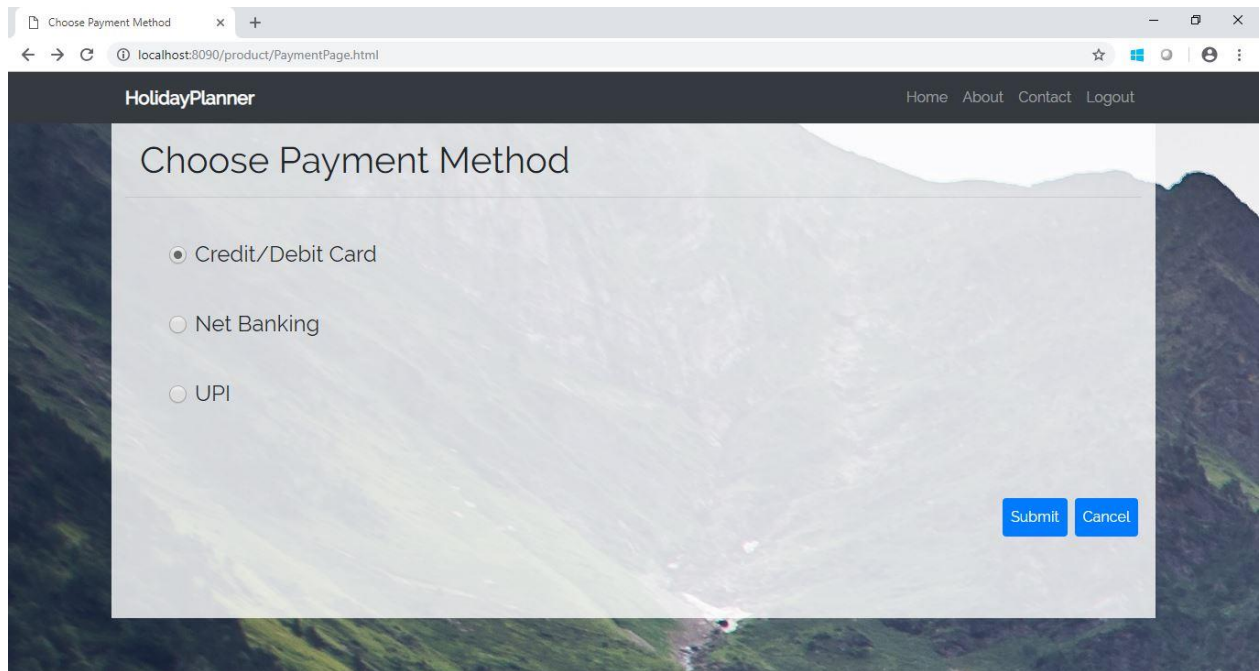 Choose Payment Method
localhost:8090/product/PaymentPage.html
HolidayPlanner Home About Contact Logout
Choose Payment Method
Credit/Debit Card
Net Banking
UPI
Submit Cancel